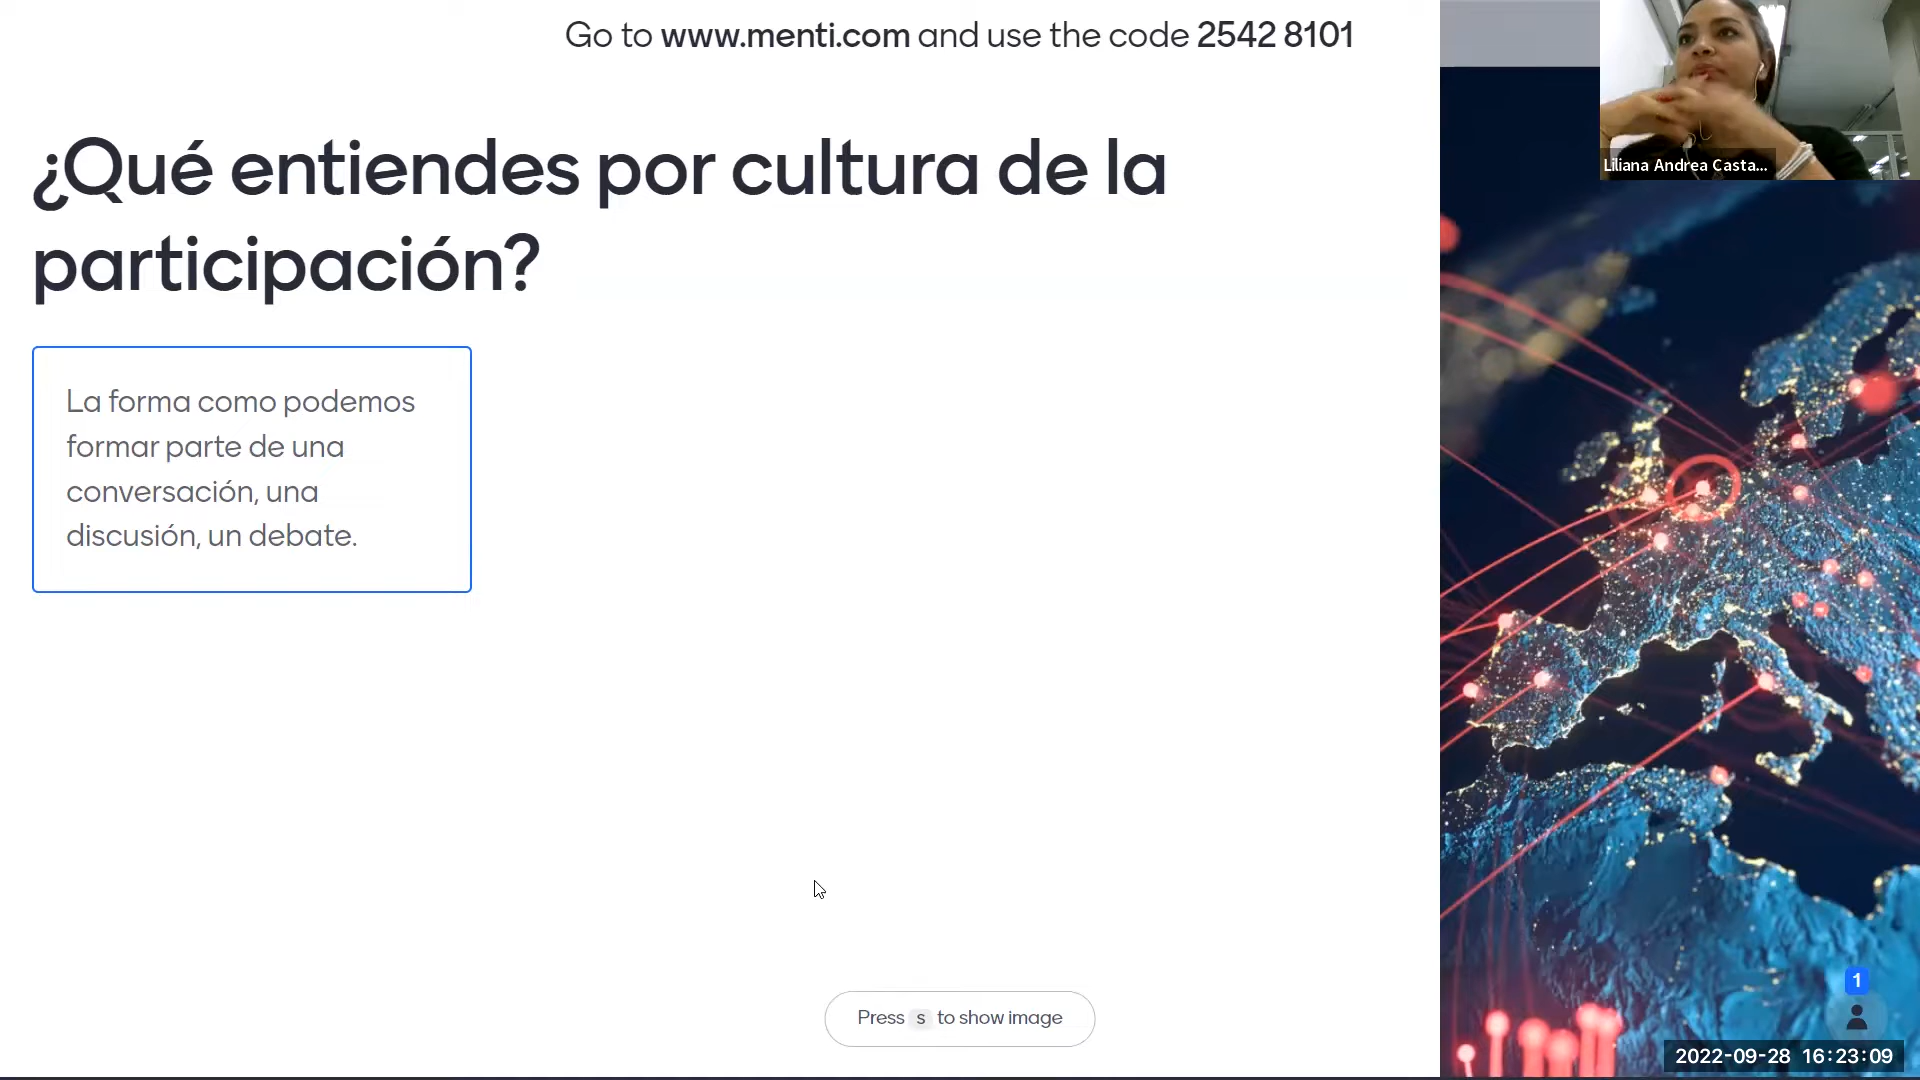 Go to www.menti.com and use the code 2542 8101
¿Qué entiendes por cultura de la
participación?
La forma como podemos
formar parte de una
conversación, una
discusión, un debate.
Press s to show image
Liliana Andrea Casta...
1
2022-09-28 16:23:09